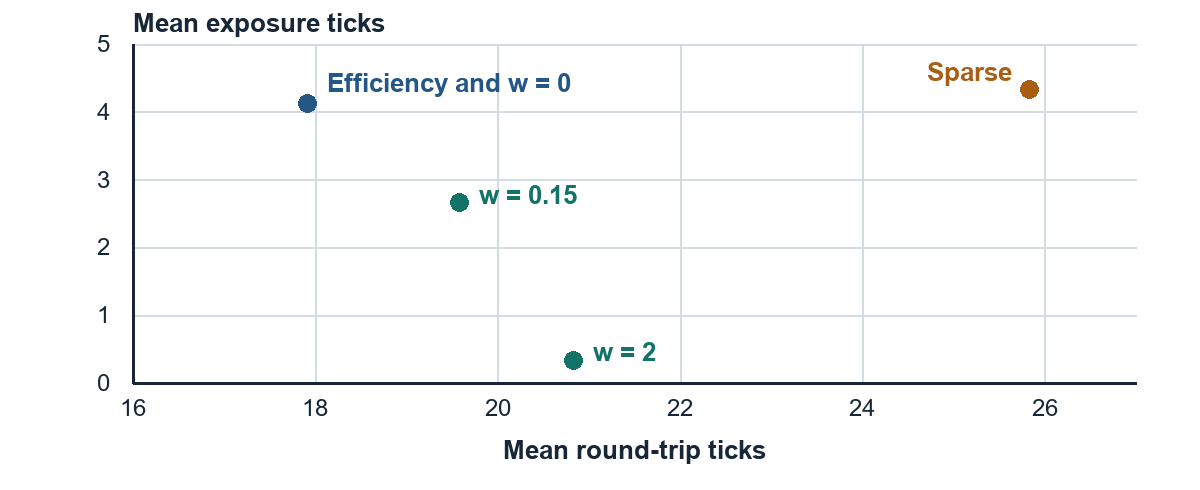 Mean exposure ticks
5
Efficiency and w = 0
Sparse
4
3
w = 0.15
2
1
w = 2
0
16 18 20 22 24 26
Mean round-trip ticks